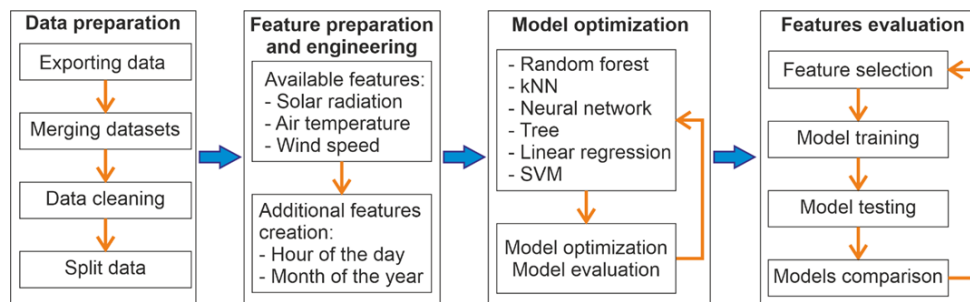 Data preparation
Exporting data
Merging datasets
Data cleaning
Split data
Feature preparation
and engineering
Available features:
- Solar radiation
- Air temperature
- Wind speed
Additional features
creation:
- Hour of the day
- Month of the year
Model optimization
- Random forest
- kNN
- Neural network
- Tree
- Linear regression
- SVM
Model optimization
Model evaluation
Features evaluation
Feature selection
Model training
Model testing
Models comparison